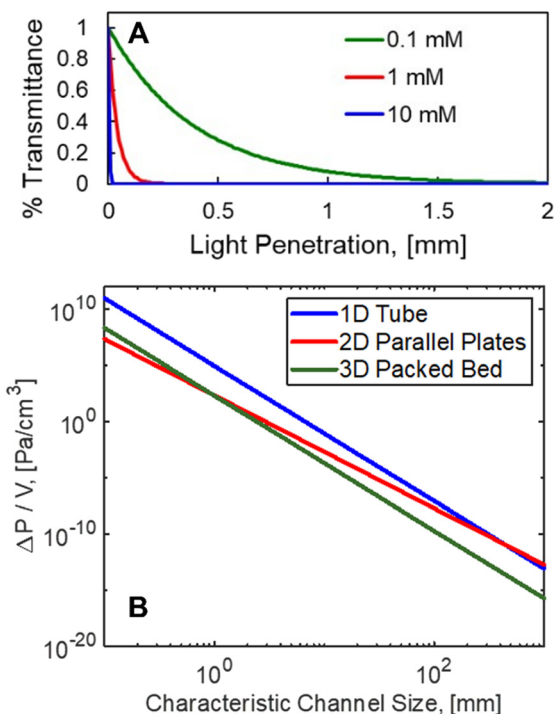 A
1
0.8
0.6
0.4
0.2
0
% Transmittance
0.1 mM
1 mM
10 mM
0 0.5 1 1.5 2
Light Penetration, [mm]
10^10
10^0
10^-10
10^-20
ΔP / V, [Pa/cm^3]
1D Tube
2D Parallel Plates
3D Packed Bed
B
10^0 10^2
Characteristic Channel Size, [mm]